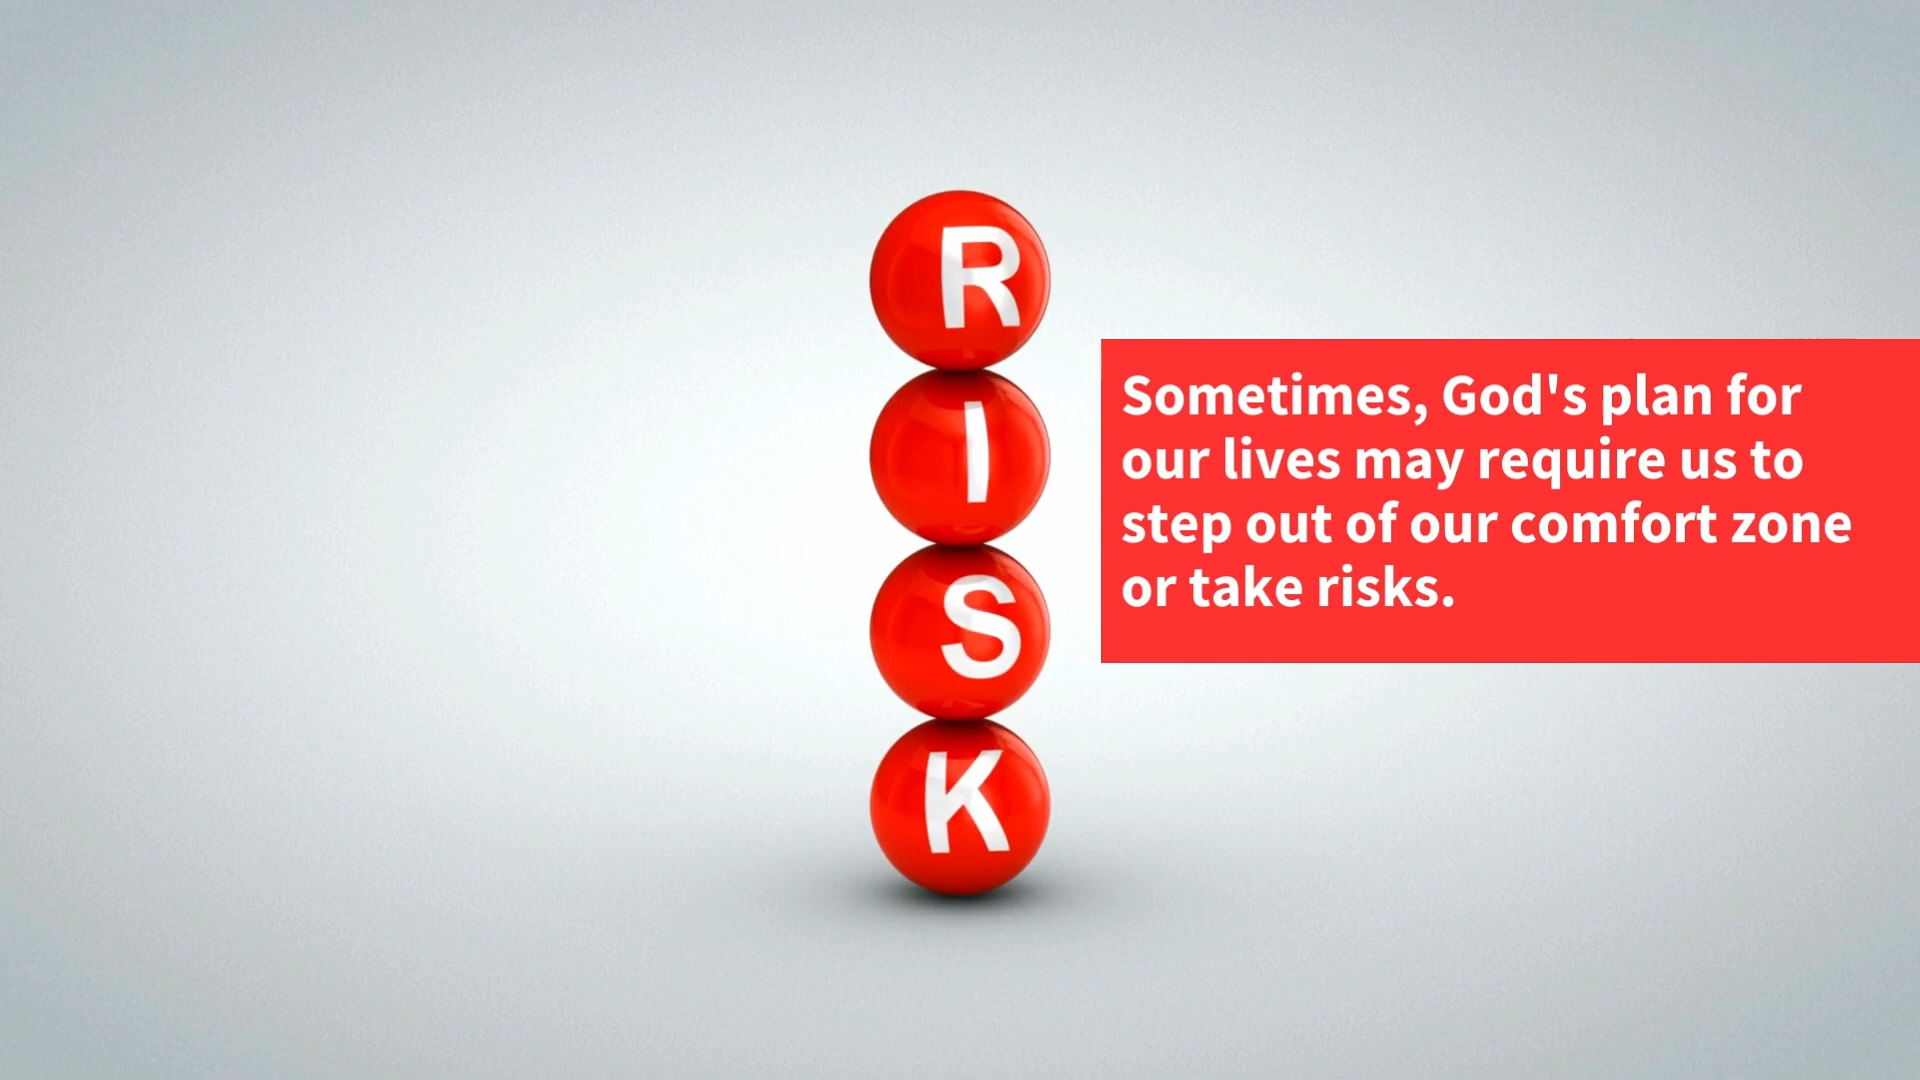 R
I
S
K
Sometimes, God's plan for
our lives may require us to
step out of our comfort zone
or take risks.